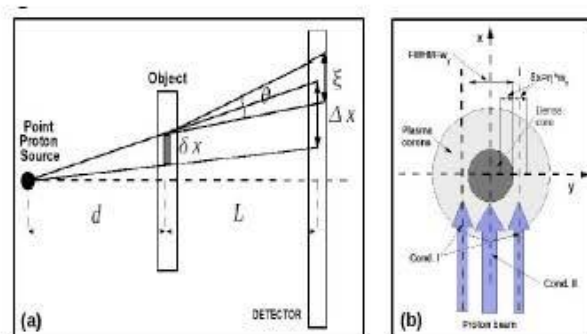 Object
Point
Proton
Source
θ
ξ
Δ x
δ x
d
L
DETECTOR
(a)
x
Dense
core
Plasma
corona
y
Cond. I
Cond. II
Proton beam
(b)